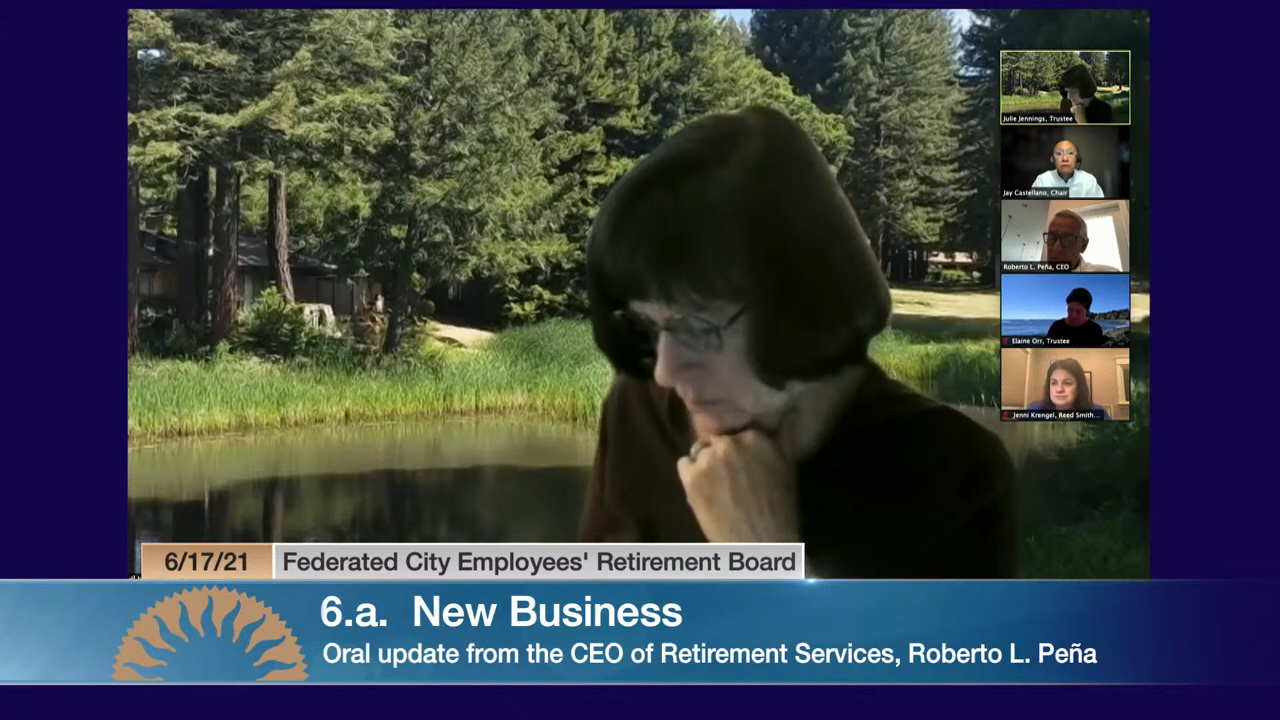 Julie Jennings, Trustee
Jay Castellano, Chair
Roberto L. Peña, CEO
Elaine Orr, Trustee
Jenni Krengel, Reed Smith...
6/17/21
Federated City Employees' Retirement Board
6.a. New Business
Oral update from the CEO of Retirement Services, Roberto L. Peña